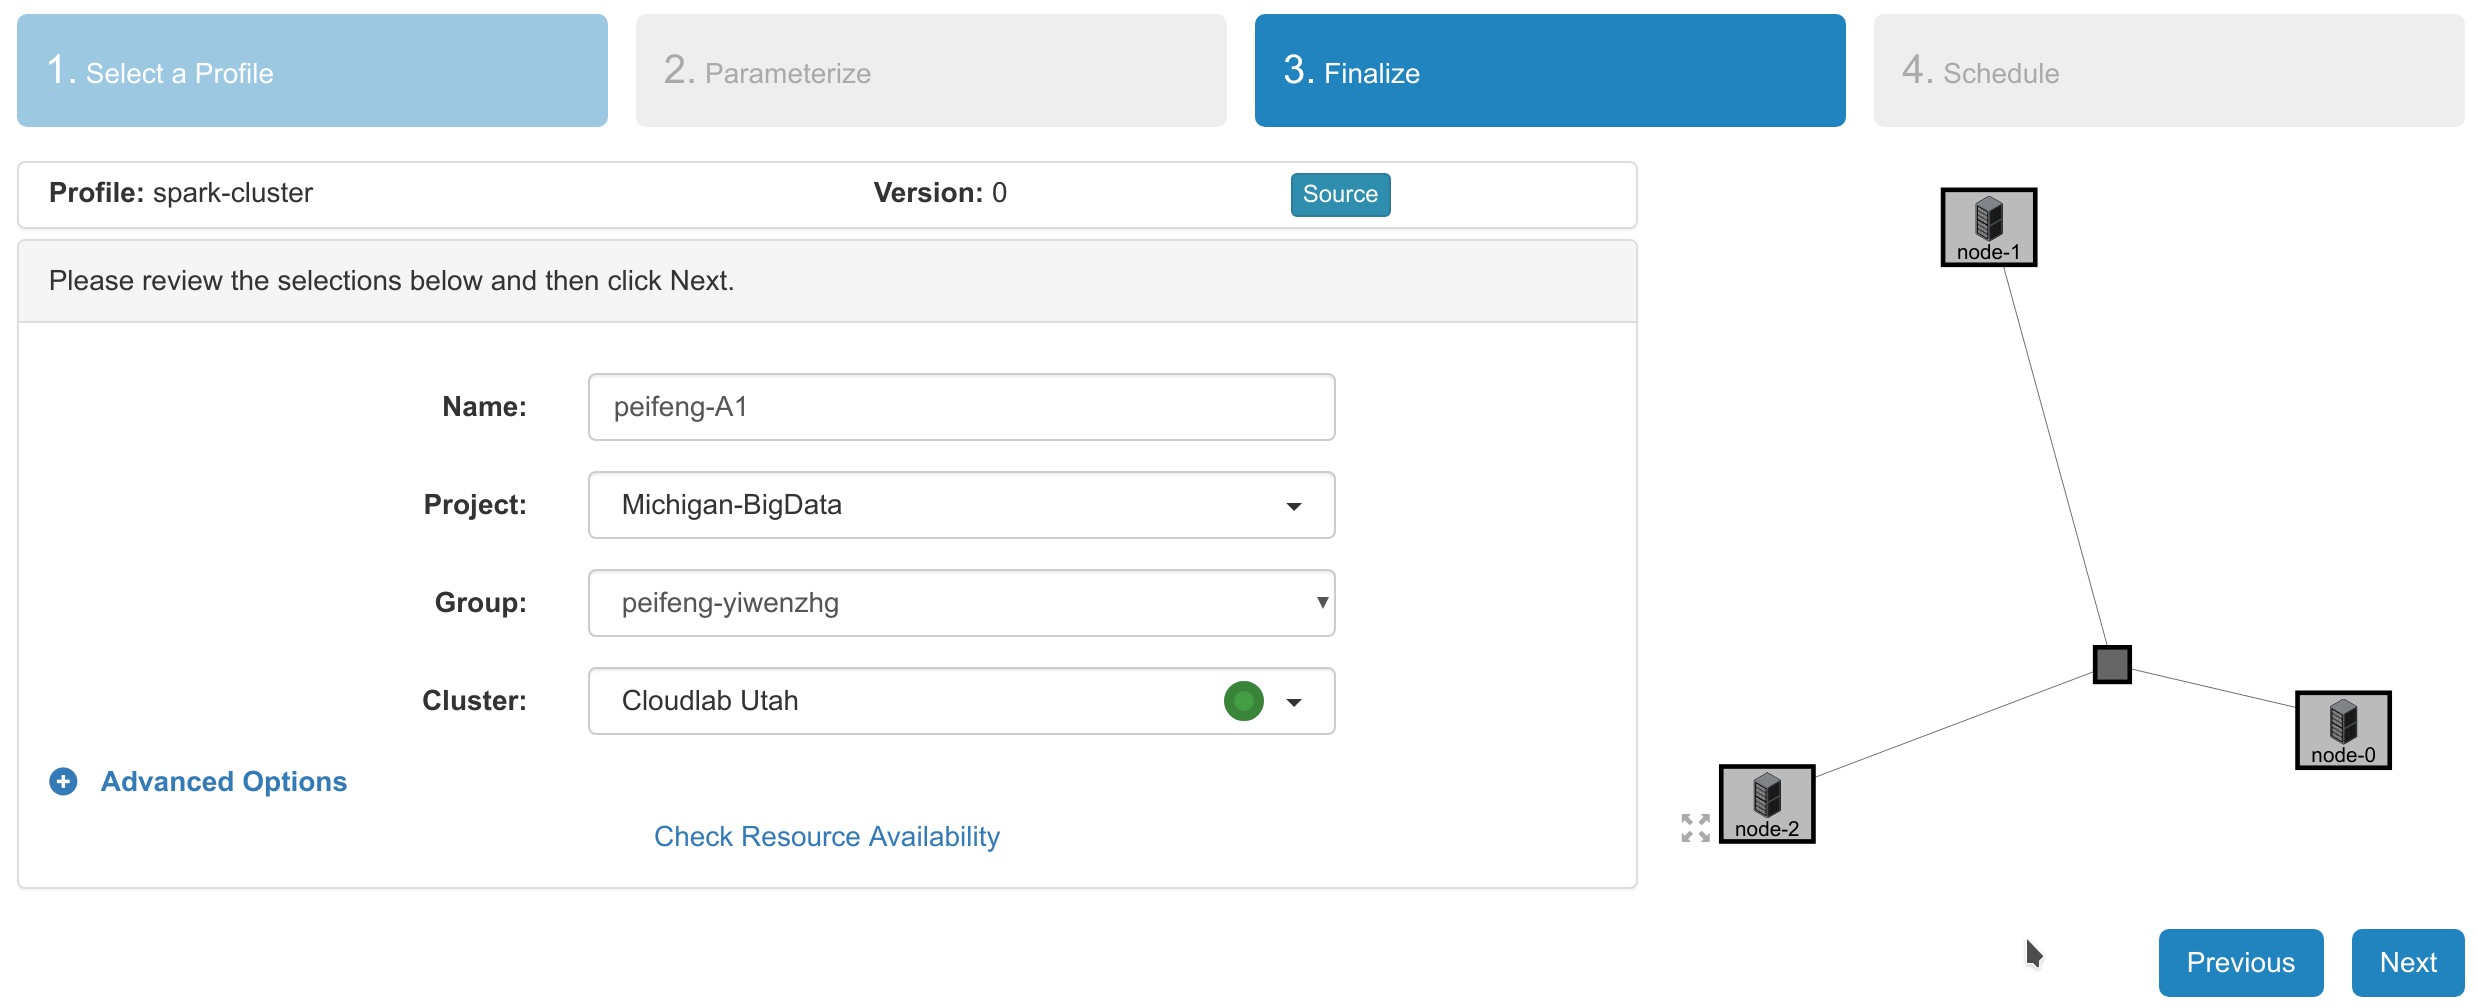 1. Select a Profile
2. Parameterize
3. Finalize
4. Schedule
Profile: spark-cluster
Version: 0
Source
Please review the selections below and then click Next.
Name: peifeng-A1
Project: Michigan-BigData
Group: peifeng-yiwenzhg
Cluster: Cloudlab Utah
Advanced Options
Check Resource Availability
node-1
node-0
node-2
Previous
Next